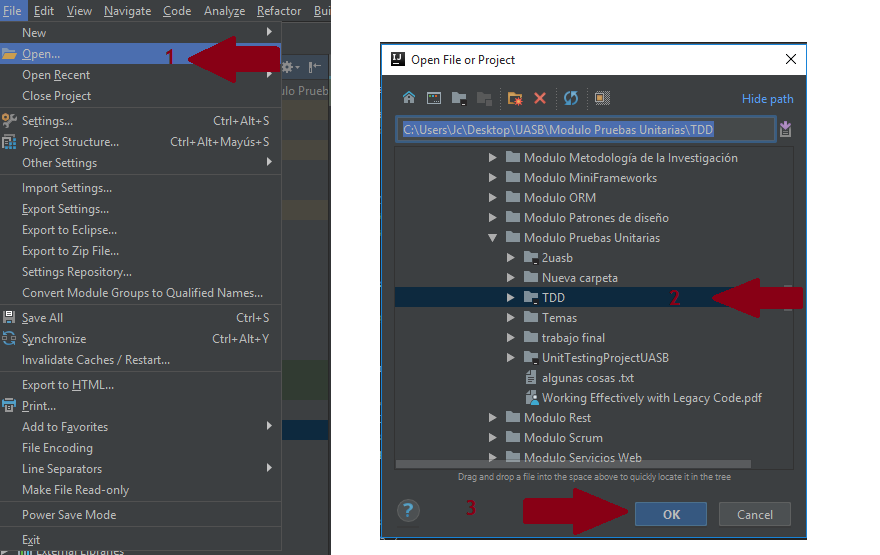 File Edit View Navigate Code Analyze Refactor Bui
New
Open...
1
Open Recent
Close Project
ulo Prueb
Settings... Ctrl+Alt+S
Project Structure... Ctrl+Alt+Mayús+S
Other Settings
Import Settings...
Export Settings...
Export to Eclipse...
Export to Zip File...
Settings Repository...
Convert Module Groups to Qualified Names...
Save All Ctrl+S
Synchronize Ctrl+Alt+Y
Invalidate Caches / Restart...
Export to HTML...
Print...
Add to Favorites
File Encoding
Line Separators
Make File Read-only
Power Save Mode
Exit
External Libraries
Open File or Project
Hide path
C:\Users\Jc\Desktop\UASB\Modulo Pruebas Unitarias\TDD
Modulo Metodología de la Investigación
Modulo MiniFrameworks
Modulo ORM
Modulo Patrones de diseño
Modulo Pruebas Unitarias
2uasb
Nueva carpeta
TDD
2
Temas
trabajo final
UnitTestingProjectUASB
algunas cosas .txt
Working Effectively with Legacy Code.pdf
Modulo Rest
Modulo Scrum
Modulo Servicios Web
Drag and drop a file into the space above to quickly locate it in the tree
?
3
OK
Cancel